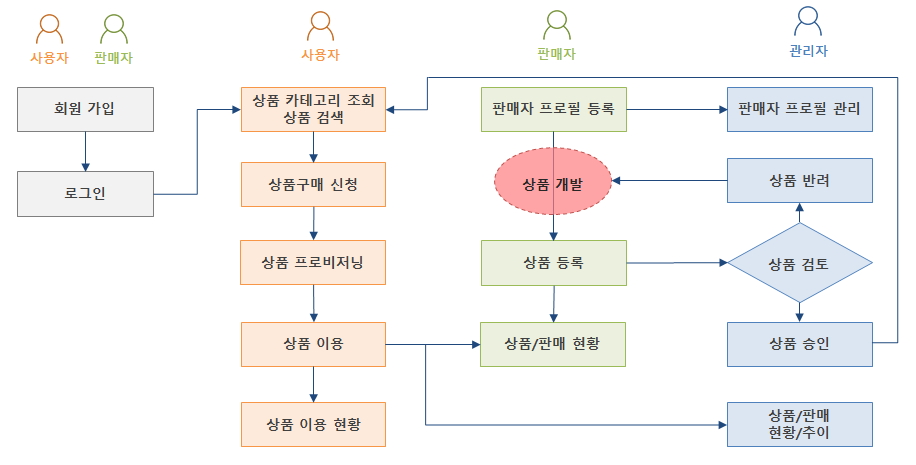 사용자
판매자
사용자
판매자
관리자
회원 가입
로그인
상품 카테고리 조회
상품 검색
상품구매 신청
상품 프로비저닝
상품 이용
상품 이용 현황
판매자 프로필 등록
상품 개발
상품 등록
상품/판매 현황
판매자 프로필 관리
상품 반려
상품 검토
상품 승인
상품/판매
현황/추이